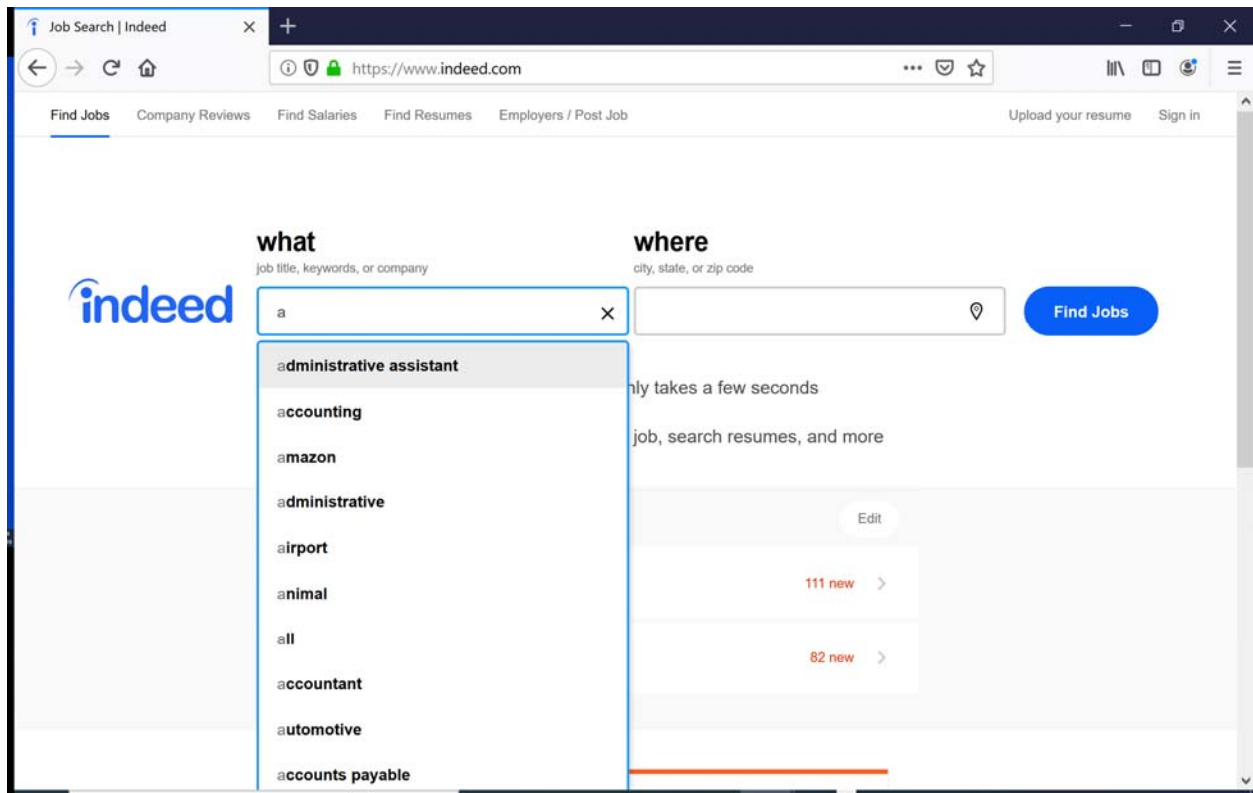 Job Search | Indeed
https://www.indeed.com
Find Jobs Company Reviews Find Salaries Find Resumes Employers / Post Job Upload your resume Sign in
what where
job title, keywords, or company city, state, or zip code
indeed a Find Jobs
administrative assistant
nly takes a few seconds
accounting
job, search resumes, and more
amazon
administrative
Edit
airport
111 new
animal
all
82 new
accountant
automotive
accounts payable